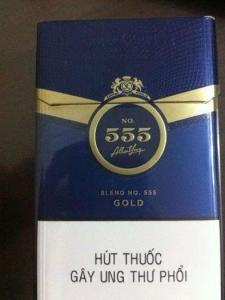 NO.
555
BLEND NO. 555
GOLD
HÚT THUỐC
GÂY UNG THƯ PHỔI